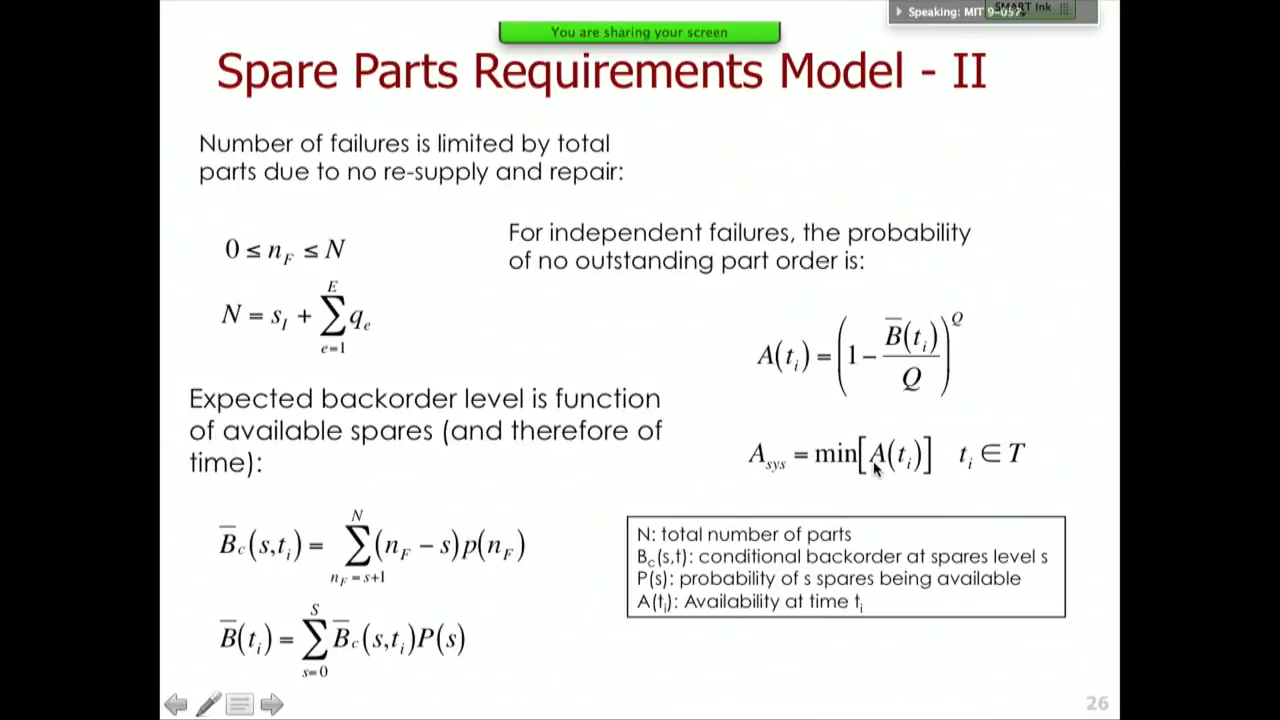 Speaking: MIT 9-057
SMART Ink
You are sharing your screen
Spare Parts Requirements Model - II
Number of failures is limited by total
parts due to no re-supply and repair:
0 ≤ n_F ≤ N
N = s_I + ∑_{e=1}^{E} q_e
For independent failures, the probability
of no outstanding part order is:
A(t_i) = (1 − B̅(t_i)/Q)^Q
A_sys = min[A(t_i)] t_i ∈ T
Expected backorder level is function
of available spares (and therefore of
time):
B̅_c(s,t_i) = ∑_{n_F=s+1}^{N} (n_F − s)p(n_F)
B̅(t_i) = ∑_{s=0}^{S} B̅_c(s,t_i)P(s)
N: total number of parts
B_c(s,t): conditional backorder at spares level s
P(s): probability of s spares being available
A(t_i): Availability at time t_i
26